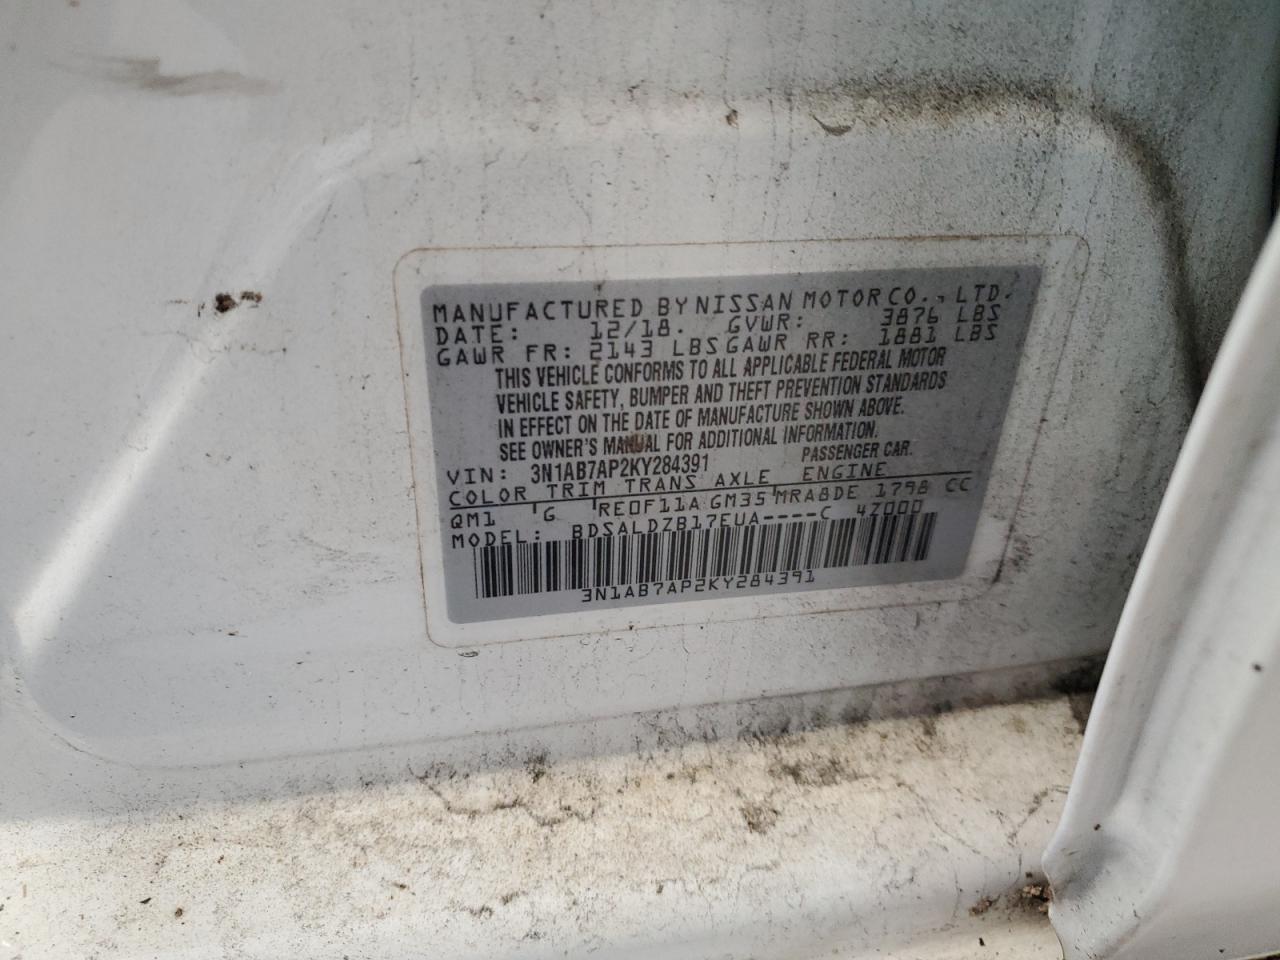 MANUFACTURED BY NISSAN MOTOR CO., LTD.
DATE: 12/18. GVWR: 3876 LBS
GAWR FR: 2143 LBS GAWR RR: 1881 LBS
THIS VEHICLE CONFORMS TO ALL APPLICABLE FEDERAL MOTOR
VEHICLE SAFETY, BUMPER AND THEFT PREVENTION STANDARDS
IN EFFECT ON THE DATE OF MANUFACTURE SHOWN ABOVE.
SEE OWNER'S MANUAL FOR ADDITIONAL INFORMATION.
VIN: 3N1AB7AP2KY284391 PASSENGER CAR.
COLOR TRIM TRANS AXLE ENGINE
QM1 G RE0F11A GM35 MRA8DE 1798 CC
MODEL: BDSALDZB17EUA----C 4Z000
3N1AB7AP2KY284391